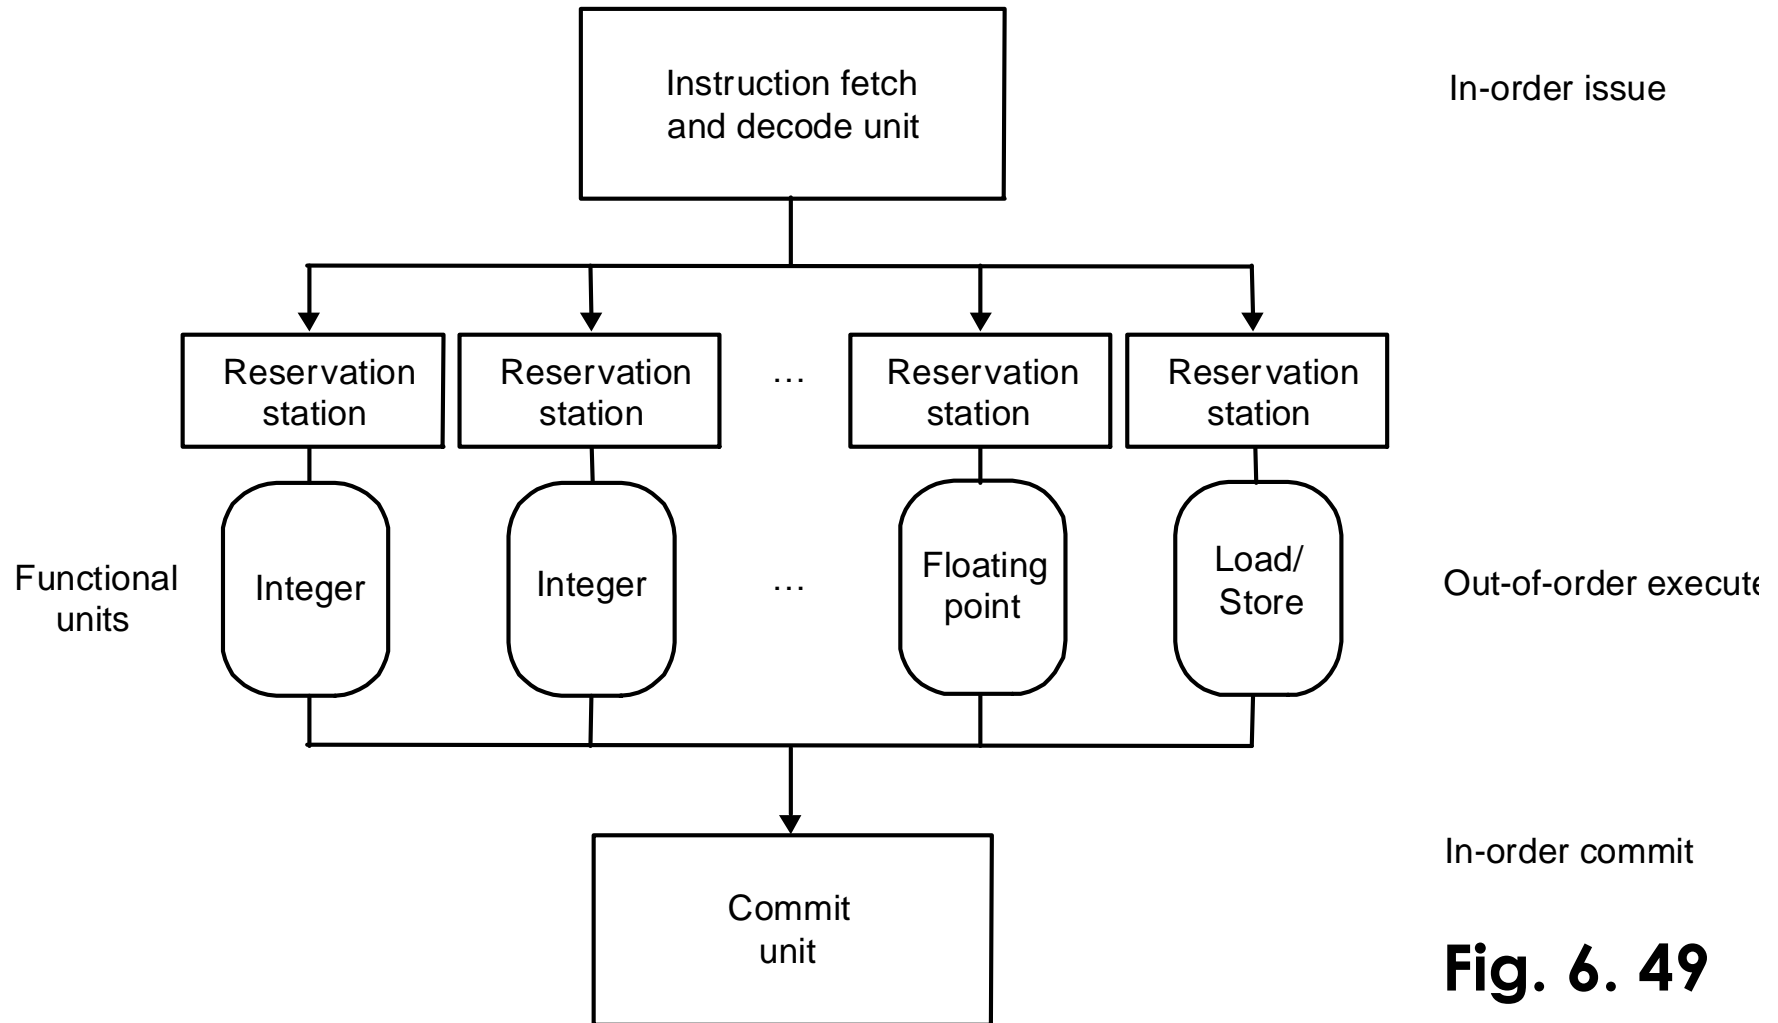 Instruction fetch
and decode unit
In-order issue
Reservation
station
Reservation
station
...
Reservation
station
Reservation
station
Functional
units
Integer
Integer
...
Floating
point
Load/
Store
Out-of-order execute
In-order commit
Commit
unit
Fig. 6. 49